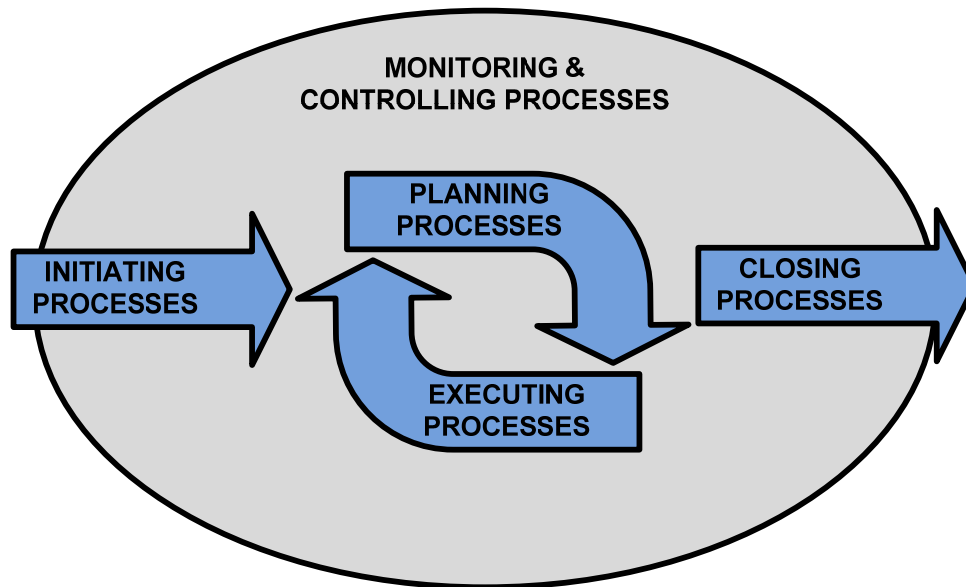 MONITORING &
CONTROLLING PROCESSES
PLANNING
PROCESSES
INITIATING
PROCESSES
CLOSING
PROCESSES
EXECUTING
PROCESSES